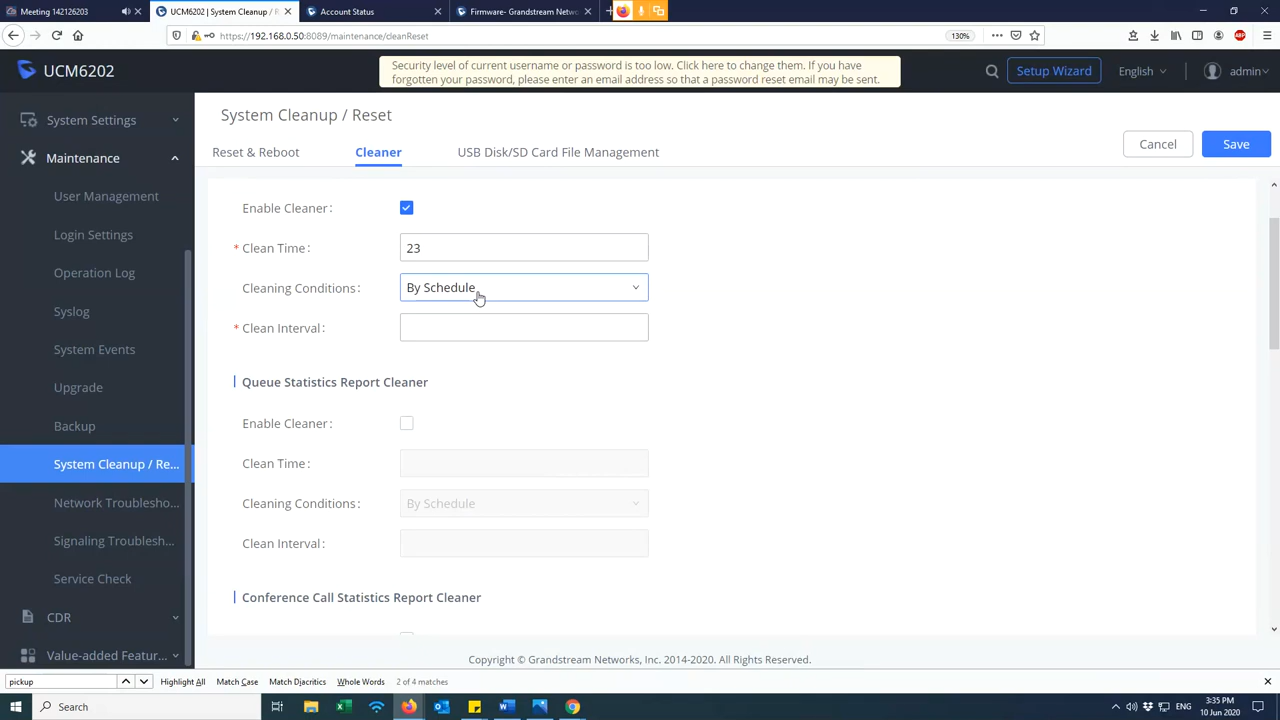 Meeting 142126203
UCM6202 | System Cleanup / R
Account Status
Firmware- Grandstream Netwo
https://192.168.0.50:8089/maintenance/cleanReset
130%
ABP
UCM6202
Security level of current username or password is too low. Click here to change them. If you have
forgotten your password, please enter an email address so that a password reset email may be sent.
Setup Wizard
English
admin
System Settings
Maintenance
User Management
Login Settings
Operation Log
Syslog
System Events
Upgrade
Backup
System Cleanup / Re...
Network Troublesho...
Signaling Troublesh...
Service Check
CDR
Value-added Featur...
System Cleanup / Reset
Reset & Reboot
Cleaner
USB Disk/SD Card File Management
Cancel
Save
Enable Cleaner:
* Clean Time: 23
Cleaning Conditions: By Schedule
* Clean Interval:
Queue Statistics Report Cleaner
Enable Cleaner:
Clean Time:
Cleaning Conditions: By Schedule
Clean Interval:
Conference Call Statistics Report Cleaner
Copyright © Grandstream Networks, Inc. 2014-2020. All Rights Reserved.
pickup
Highlight All
Match Case
Match Diacritics
Whole Words
2 of 4 matches
Search
ENG
3:35 PM
10 Jun 2020